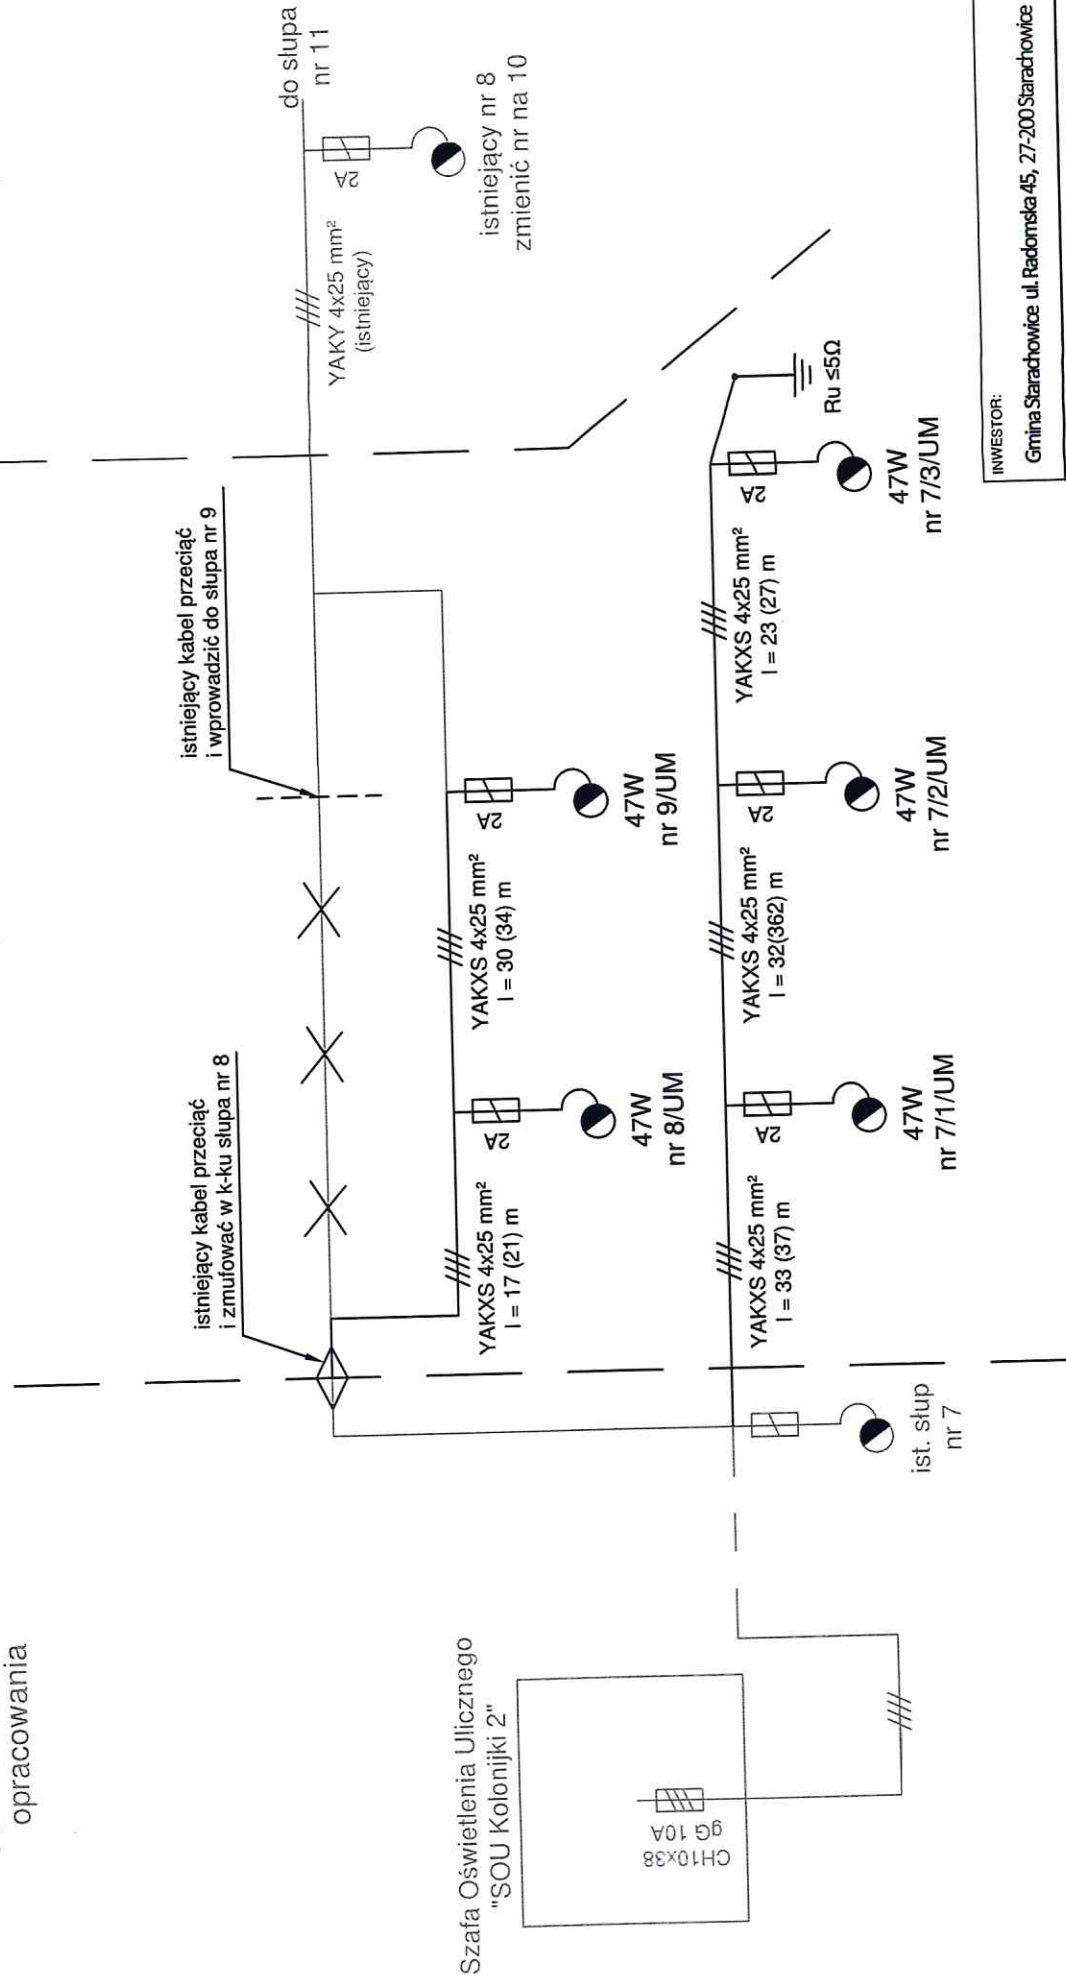 opracowania
Szafa Oświetlenia Ulicznego
"SOU Kolonijki 2"
CH10x38
gG 10A
istniejący kabel przeciąć
i zmufować w k-ku słupa nr 8
istniejący kabel przeciąć
i wprowadzić do słupa nr 9
do słupa
nr 11
YAKY 4x25 mm²
(istniejący)
2A
istniejący nr 8
zmienić nr na 10
YAKXS 4x25 mm²
l = 17 (21) m
2A
47W
nr 8/UM
YAKXS 4x25 mm²
l = 30 (34) m
2A
47W
nr 9/UM
ist. słup
nr 7
YAKXS 4x25 mm²
l = 33 (37) m
2A
47W
nr 7/1/UM
YAKXS 4x25 mm²
l = 32(362) m
2A
47W
nr 7/2/UM
YAKXS 4x25 mm²
l = 23 (27) m
2A
47W
nr 7/3/UM
Ru ≤5Ω
INWESTOR:
Gmina Starachowice ul. Radomska 45, 27-200 Starachowice